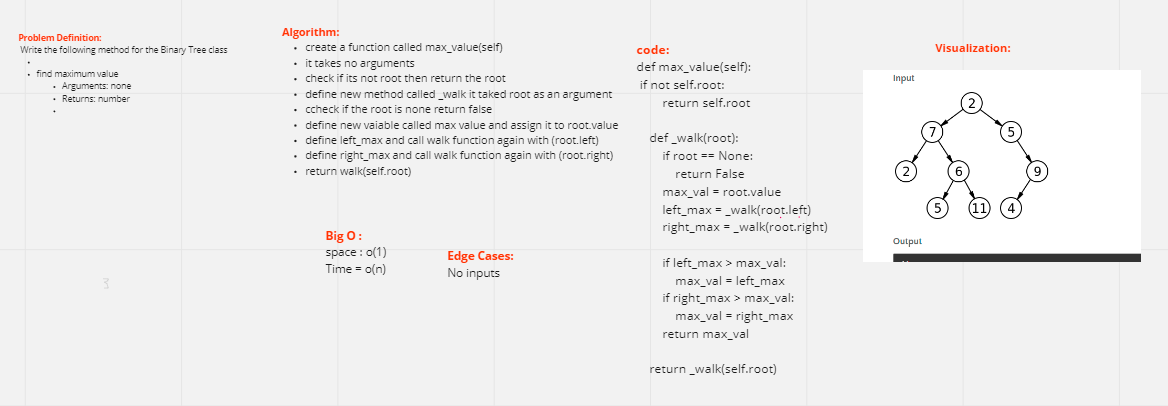 Problem Definition:
Write the following method for the Binary Tree class
•
• find maximum value
• Arguments: none
• Returns: number
•
Algorithm:
• create a function called max_value(self)
• it takes no arguments
• check if its not root then return the root
• define new method called _walk it taked root as an argument
• ccheck if the root is none return false
• define new vaiable called max value and assign it to root.value
• define left_max and call walk function again with (root.left)
• define right_max and call walk function again with (root.right)
• return walk(self.root)
Big O :
space : o(1)
Time = o(n)
Edge Cases:
No inputs
3
code:
def max_value(self):
if not self.root:
return self.root
def _walk(root):
if root == None:
return False
max_val = root.value
left_max = _walk(root.left)
right_max = _walk(root.right)
if left_max > max_val:
max_val = left_max
if right_max > max_val:
max_val = right_max
return max_val
return _walk(self.root)
Visualization:
Input
2
7 5
2 6 9
5 11 4
Output